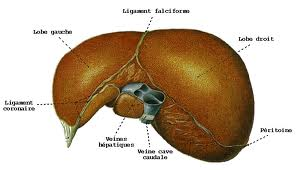 Ligament falciforme
Lobe gauche
Lobe droit
Ligament
coronaire
Péritoine
Veines
hépatiques
Veine cave
caudale